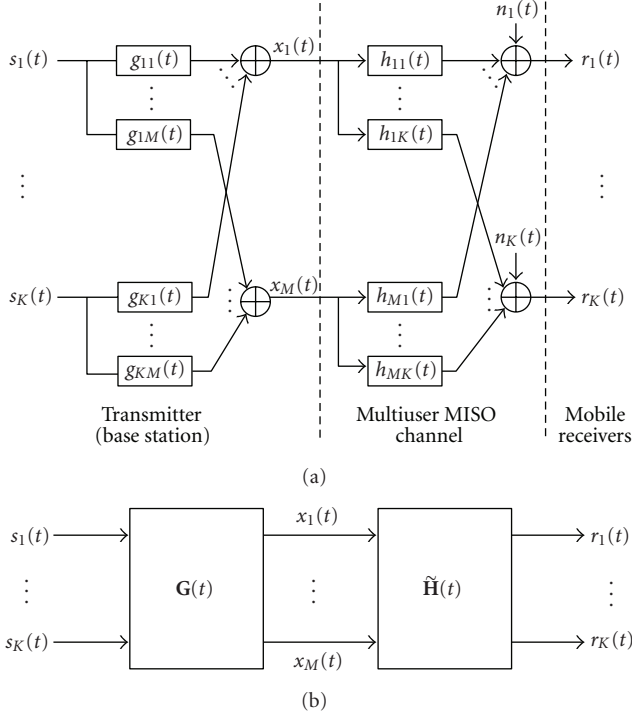 n₁(t)
s₁(t) g₁₁(t) x₁(t) h₁₁(t) r₁(t)
g₁M(t) h₁K(t)
nK(t)
sK(t) gK₁(t) xM(t) hM₁(t) rK(t)
gKM(t) hMK(t)
Transmitter (base station)
Multiuser MISO channel
Mobile receivers
(a)
x₁(t)
s₁(t) r₁(t)
G(t) H̃(t)
sK(t) rK(t)
xM(t)
(b)